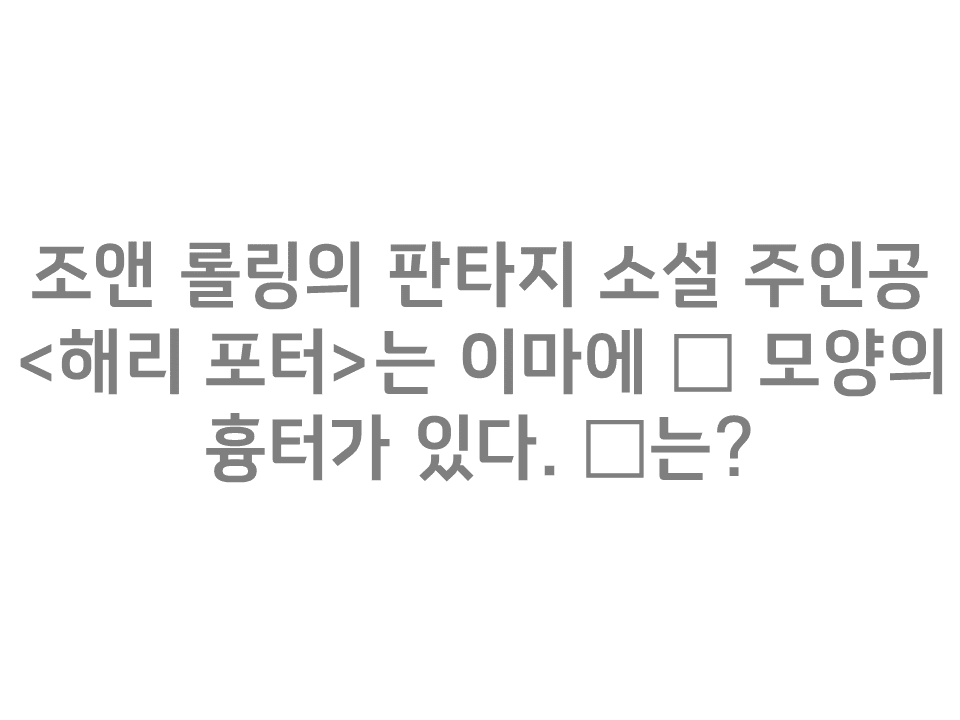 조앤 롤링의 판타지 소설 주인공
<해리 포터>는 이마에 □ 모양의
흉터가 있다. □는?